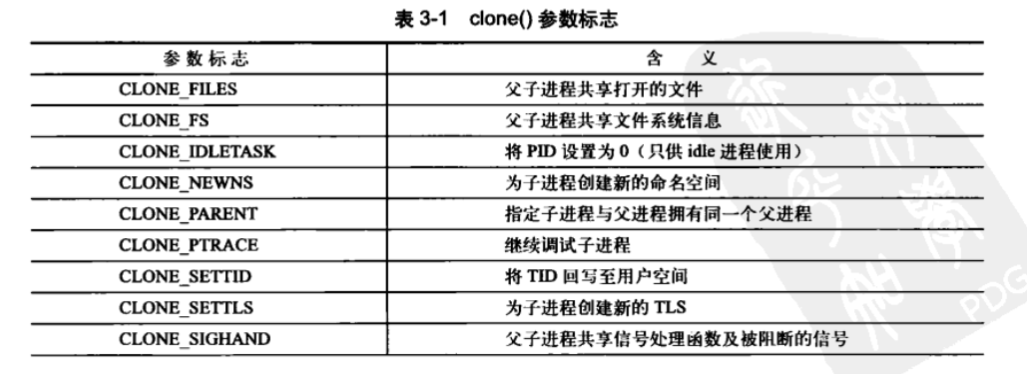 表 3-1 clone() 参数标志
参数标志 含 义
CLONE_FILES 父子进程共享打开的文件
CLONE_FS 父子进程共享文件系统信息
CLONE_IDLETASK 将 PID 设置为 0（只供 idle 进程使用）
CLONE_NEWNS 为子进程创建新的命名空间
CLONE_PARENT 指定子进程与父进程拥有同一个父进程
CLONE_PTRACE 继续调试子进程
CLONE_SETTID 将 TID 回写至用户空间
CLONE_SETTLS 为子进程创建新的 TLS
CLONE_SIGHAND 父子进程共享信号处理函数及被阻断的信号
PDG